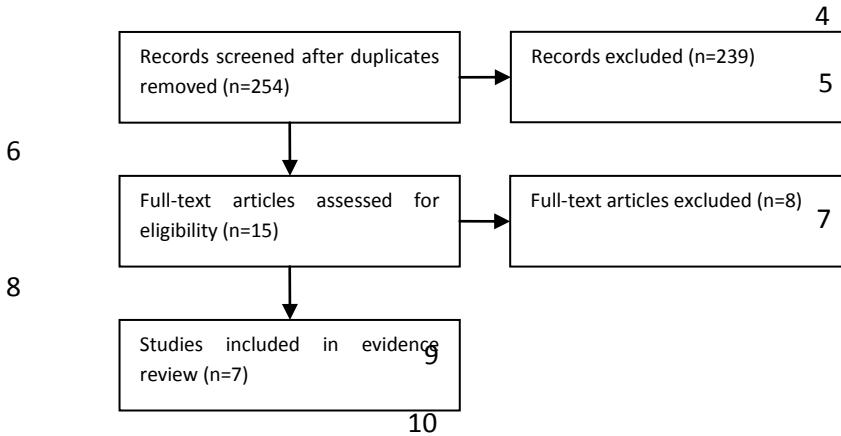 4
Records screened after duplicates
removed (n=254)
Records excluded (n=239)
5
6
Full-text articles assessed for
eligibility (n=15)
Full-text articles excluded (n=8)
7
8
Studies included in evidence
review (n=7)
9
10